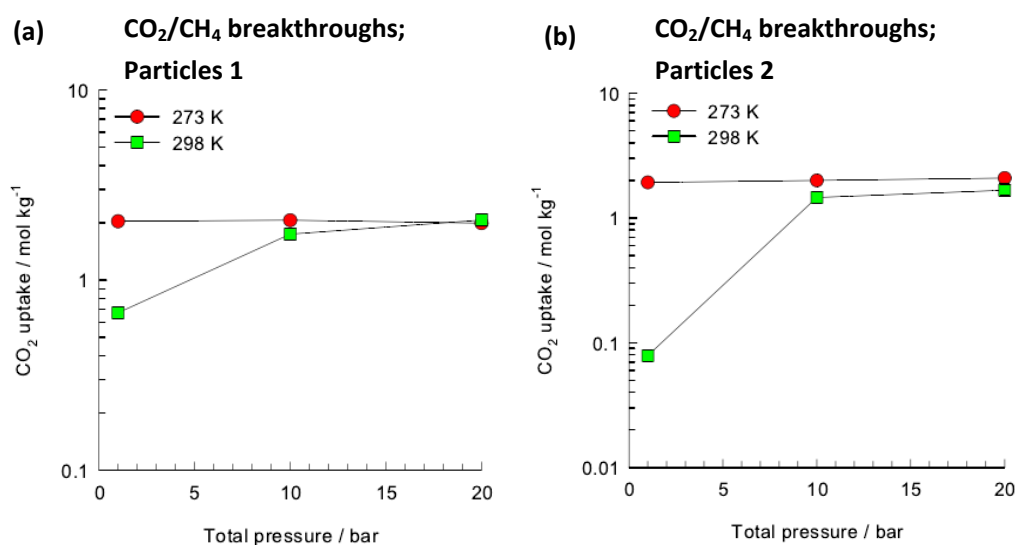 (a)
CO₂/CH₄ breakthroughs;
Particles 1
10
273 K
298 K
1
0.1
CO₂ uptake / mol kg⁻¹
0 5 10 15 20
Total pressure / bar
(b)
CO₂/CH₄ breakthroughs;
Particles 2
10
273 K
298 K
1
0.1
0.01
CO₂ uptake / mol kg⁻¹
0 5 10 15 20
Total pressure / bar